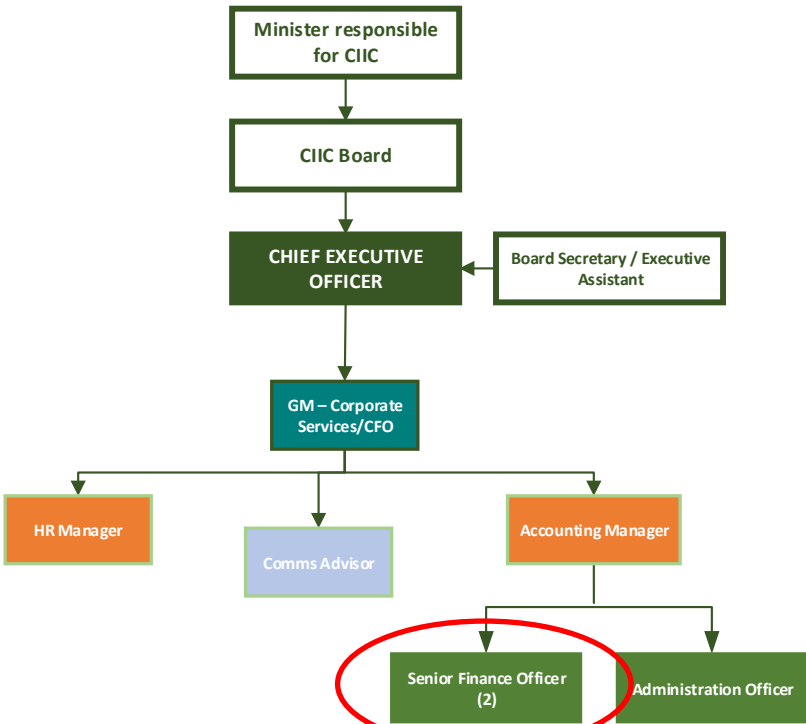 Minister responsible
for CIIC
CIIC Board
CHIEF EXECUTIVE
OFFICER
Board Secretary / Executive
Assistant
GM – Corporate
Services/CFO
HR Manager
Comms Advisor
Accounting Manager
Senior Finance Officer
(2)
Administration Officer